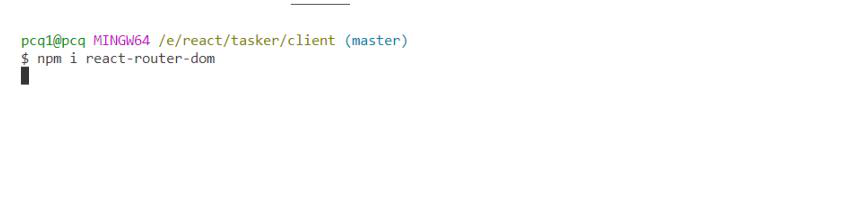 pcq1@pcq MINGW64 /e/react/tasker/client (master)
$ npm i react-router-dom